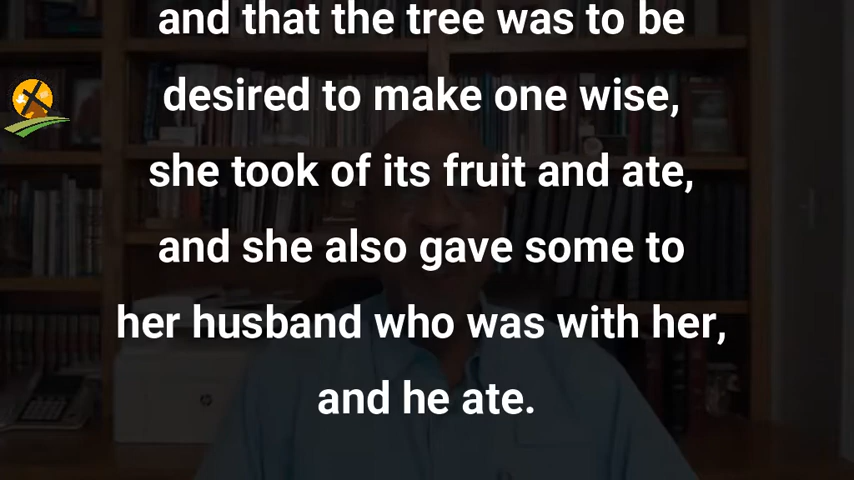 and that the tree was to be
desired to make one wise,
she took of its fruit and ate,
and she also gave some to
her husband who was with her,
and he ate.
hp